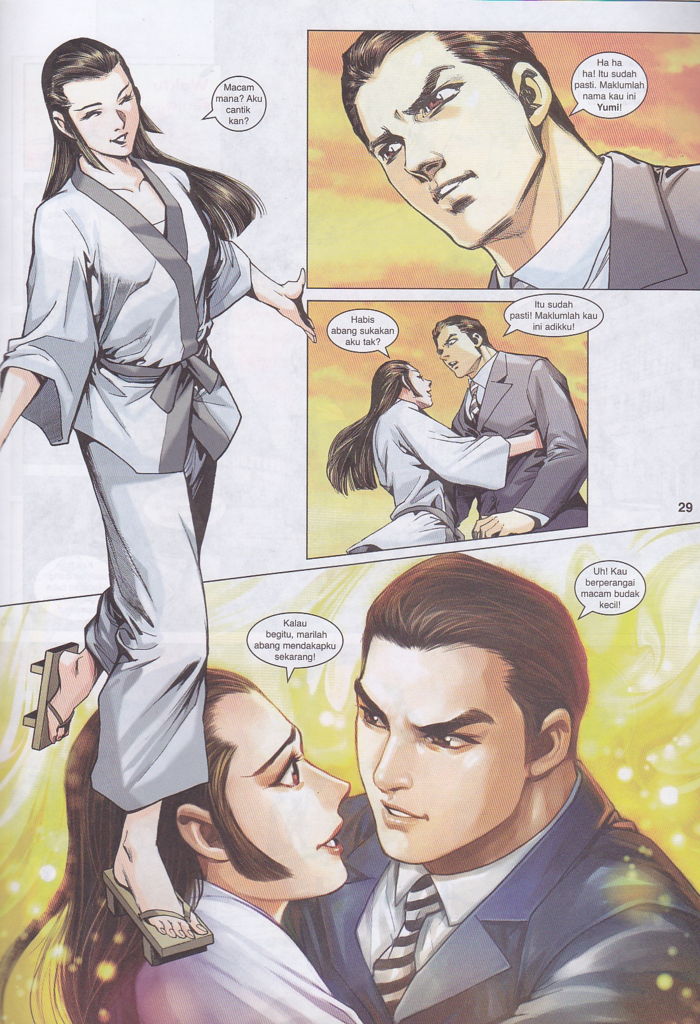 Macam
mana? Aku
cantik
kan?
Ha ha
ha! Itu sudah
pasti. Maklumlah
nama kau ini
Yumi!
Habis
abang sukakan
aku tak?
Itu sudah
pasti! Maklumlah kau
ini adikku!
29
Kalau
begitu, marilah
abang mendakapku
sekarang!
Uh! Kau
berperangai
macam budak
kecil!